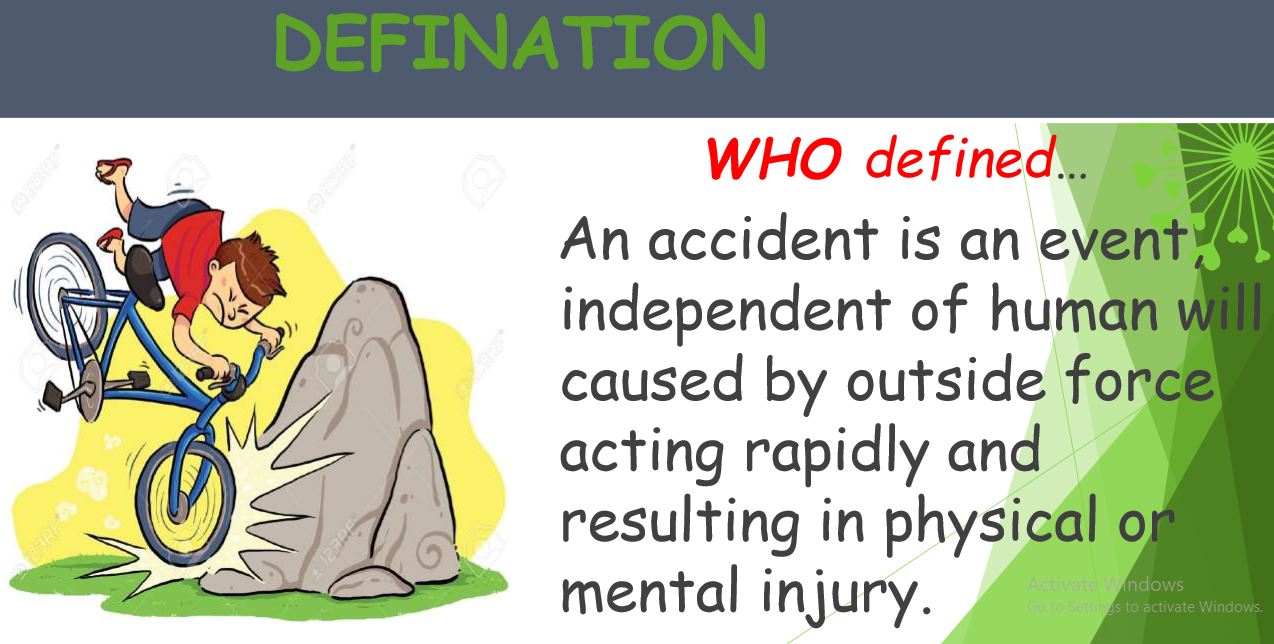 DEFINATION
WHO defined...
An accident is an event,
independent of human will
caused by outside force
acting rapidly and
resulting in physical or
mental injury.
Activate Windows
Go to Settings to activate Windows.